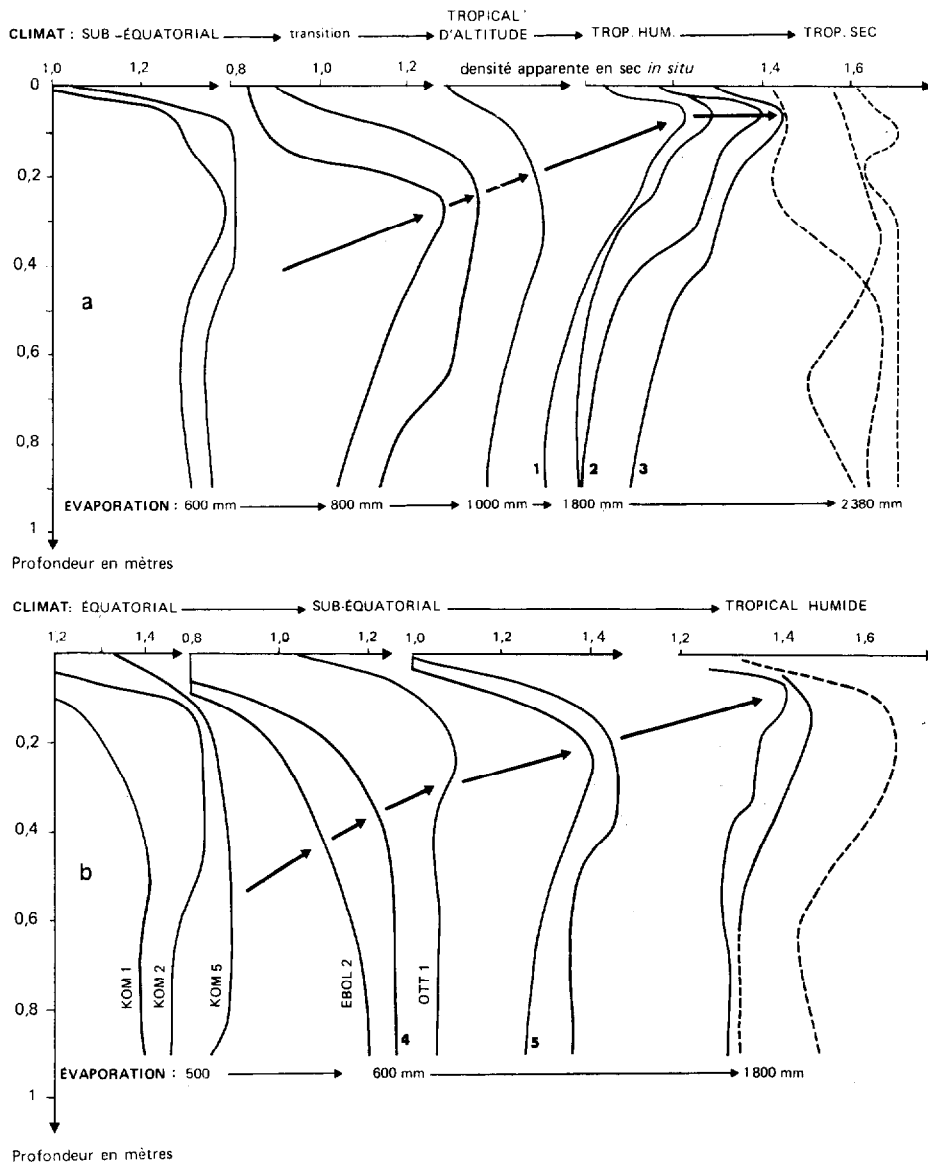 TROPICAL
CLIMAT : SUB-ÉQUATORIAL transition D'ALTITUDE TROP. HUM. TROP. SEC
1,0 1,2 0,8 1,0 1,2 densité apparente en sec in situ 1,4 1,6
0
0,2
0,4
a
0,6
0,8
1 2 3
ÉVAPORATION : 600 mm 800 mm 1000 mm 1800 mm 2380 mm
1
Profondeur en mètres
CLIMAT: ÉQUATORIAL SUB-ÉQUATORIAL TROPICAL HUMIDE
1,2 1,4 0,8 1,0 1,2 1,0 1,2 1,4 1,2 1,4 1,6
0,2
0,4
b
0,6
KOM 1 KOM 2 KOM 5 EBOL 2 OTT 1
0,8
4 5
ÉVAPORATION : 500 600 mm 1800 mm
1
Profondeur en mètres